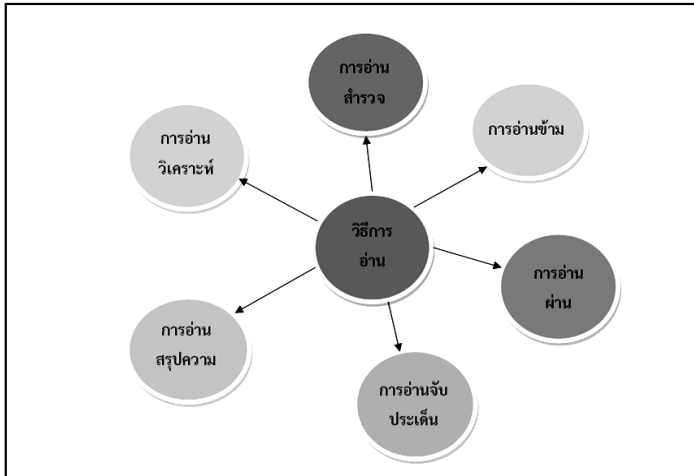 การอ่าน
สำรวจ
การอ่านข้าม
การอ่าน
วิเคราะห์
วิธีการ
อ่าน
การอ่าน
ผ่าน
การอ่าน
สรุปความ
การอ่านจับ
ประเด็น